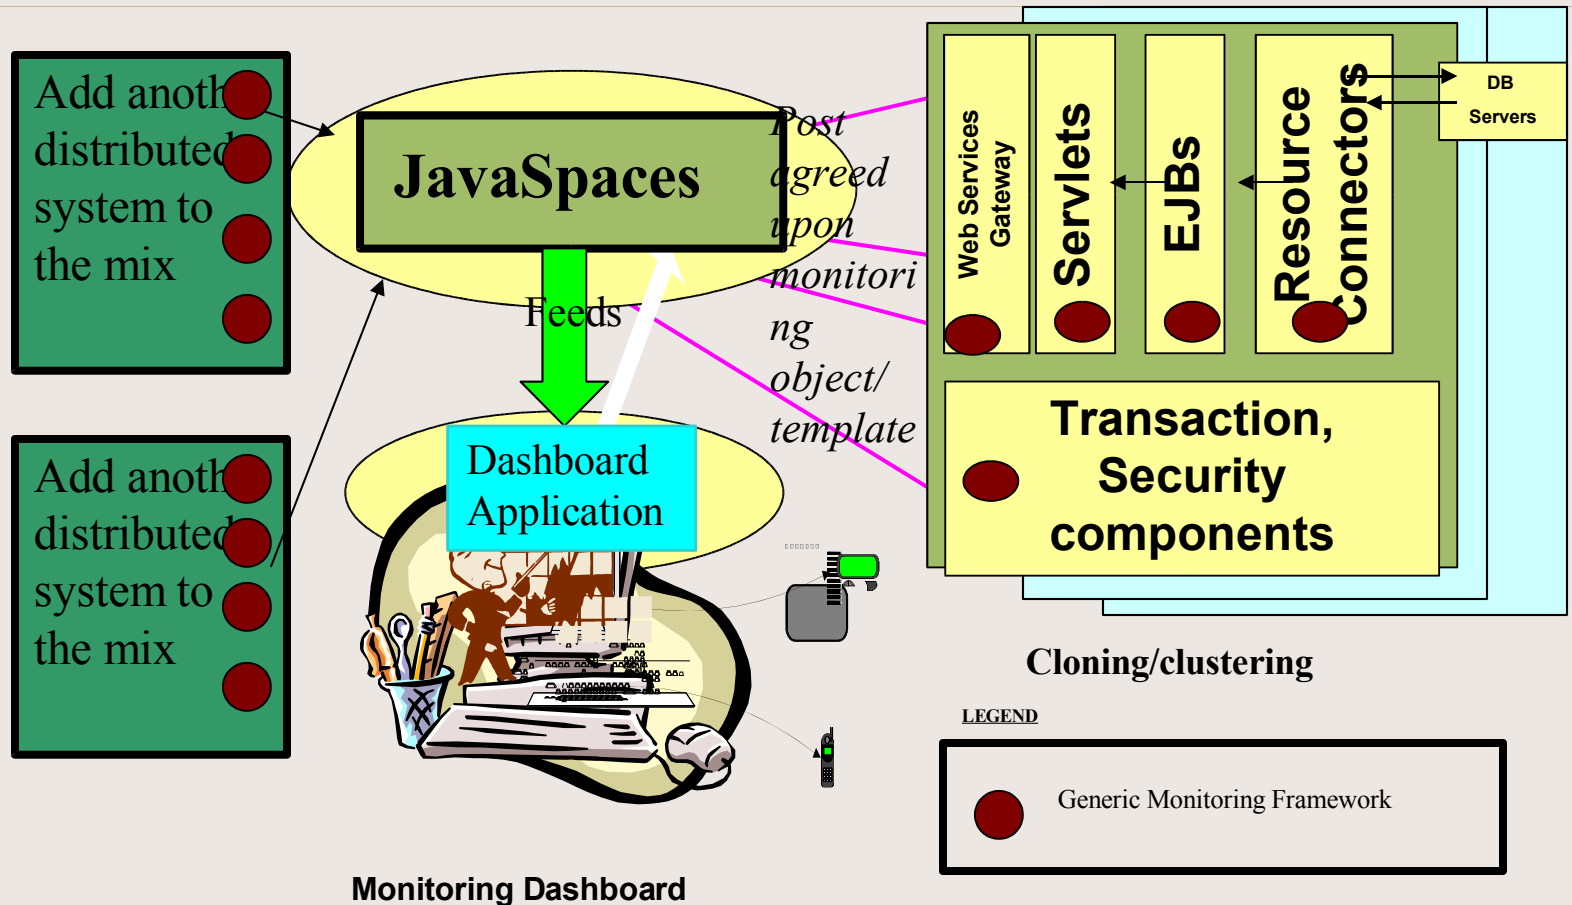 Add anoth
distributed
system to
the mix
Add anoth
distributed
system to
the mix
JavaSpaces
Feeds
Dashboard
Application
Post
agreed
upon
monitori
ng
object/
template
Web Services
Gateway
Servlets
EJBs
Resource
Connectors
DB
Servers
Transaction,
Security
components
Cloning/clustering
LEGEND
Generic Monitoring Framework
Monitoring Dashboard